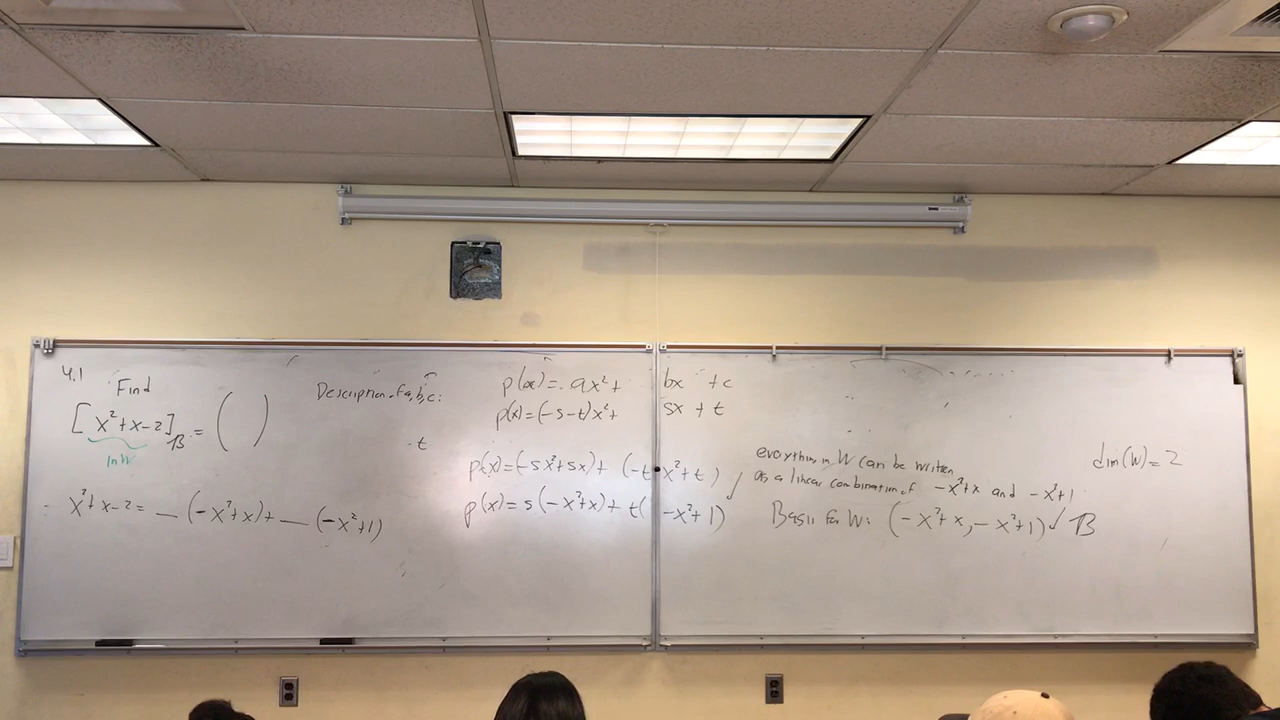 4.1
Find
[x²+x-2]_B = ( )
in W
x²+x-2 = __ (-x²+x) + __ (-x²+1)
Description of a,b,c:
t
p(x) = ax² + bx + c
p(x) = (-s-t)x² + sx + t
p(x) = (-sx²+sx) + (-tx²+t)
p(x) = s(-x²+x) + t(-x²+1)
everything in W can be written
as a linear combination of -x²+x and -x²+1
Basis for W: (-x²+x, -x²+1) B
dim(W)=2